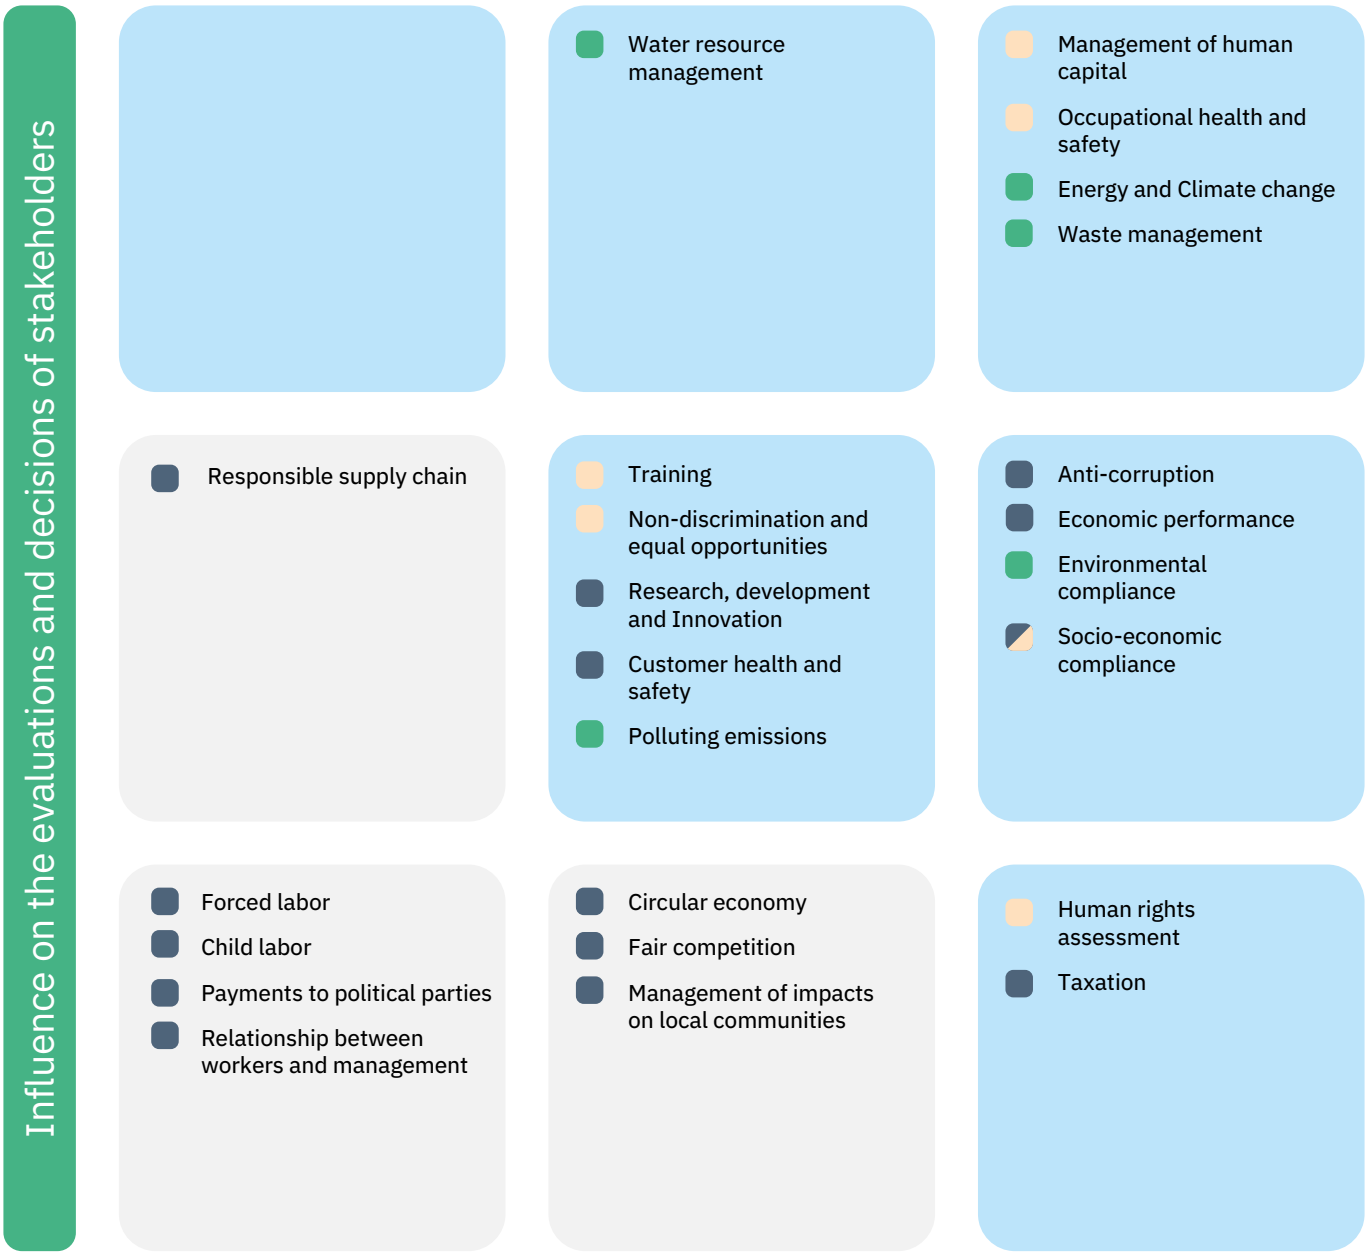 Influence on the evaluations and decisions of stakeholders
Water resource
management
Management of human
capital
Occupational health and
safety
Energy and Climate change
Waste management
Responsible supply chain
Training
Non-discrimination and
equal opportunities
Research, development
and Innovation
Customer health and
safety
Polluting emissions
Anti-corruption
Economic performance
Environmental
compliance
Socio-economic
compliance
Forced labor
Child labor
Payments to political parties
Relationship between
workers and management
Circular economy
Fair competition
Management of impacts
on local communities
Human rights
assessment
Taxation